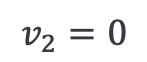 v₂ = 0